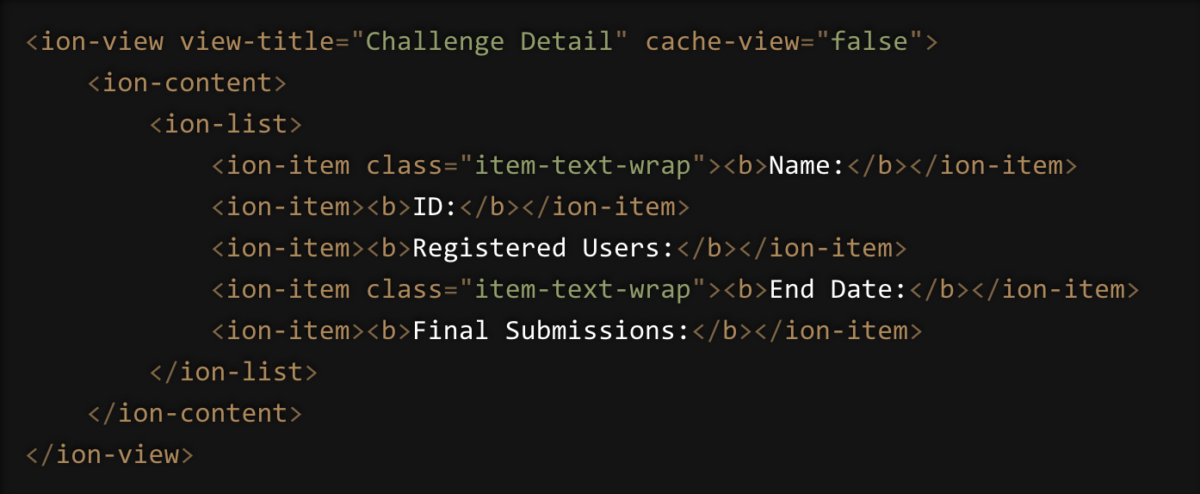 <ion-view view-title="Challenge Detail" cache-view="false">
    <ion-content>
        <ion-list>
            <ion-item class="item-text-wrap"><b>Name:</b></ion-item>
            <ion-item><b>ID:</b></ion-item>
            <ion-item><b>Registered Users:</b></ion-item>
            <ion-item class="item-text-wrap"><b>End Date:</b></ion-item>
            <ion-item><b>Final Submissions:</b></ion-item>
        </ion-list>
    </ion-content>
</ion-view>